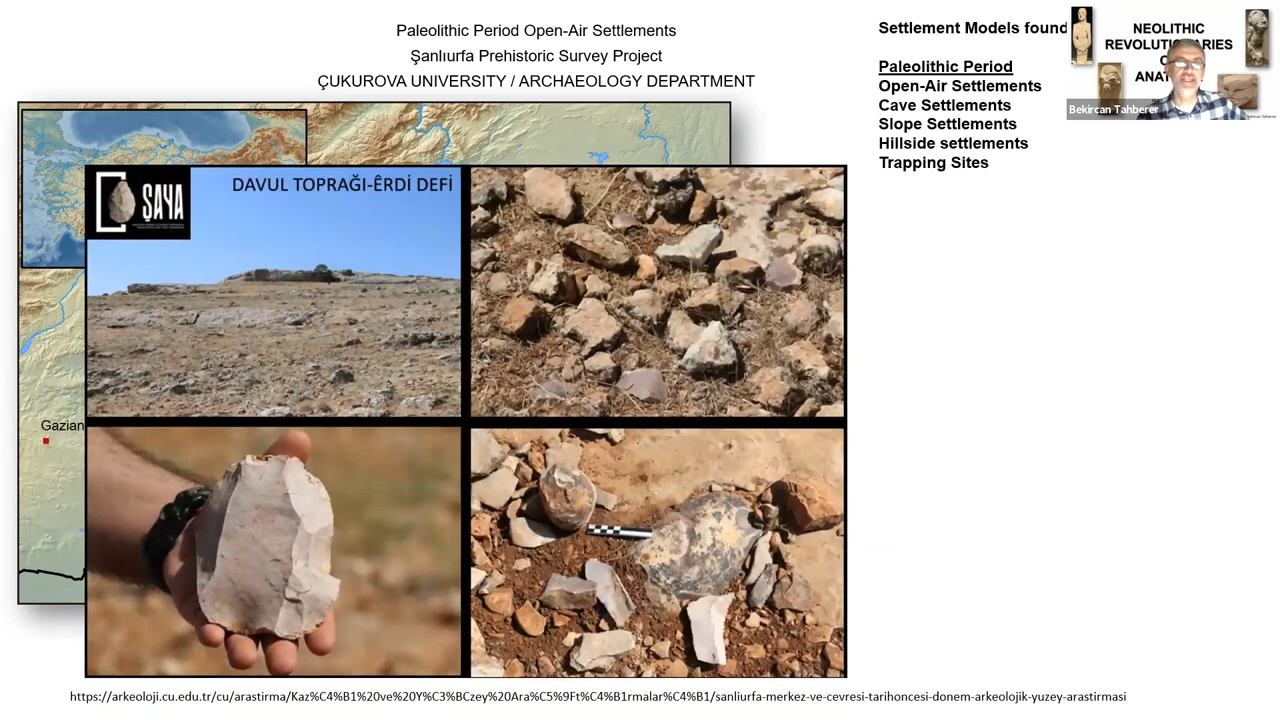 Paleolithic Period Open-Air Settlements
Şanlıurfa Prehistoric Survey Project
ÇUKUROVA UNIVERSITY / ARCHAEOLOGY DEPARTMENT
Settlement Models found
Paleolithic Period
Open-Air Settlements
Cave Settlements
Slope Settlements
Hillside settlements
Trapping Sites
NEOLITHIC
REVOLUTIONARIES
ANAT
Bekircan Tahberer
ŞAYA
DAVUL TOPRAĞI-ÊRDİ DEFİ
Gazian
https://arkeoloji.cu.edu.tr/cu/arastirma/Kaz%C4%B1%20ve%20Y%C3%BCzey%20Ara%C5%9Ft%C4%B1rmalar%C4%B1/sanliurfa-merkez-ve-cevresi-tarihoncesi-donem-arkeolojik-yuzey-arastirmasi